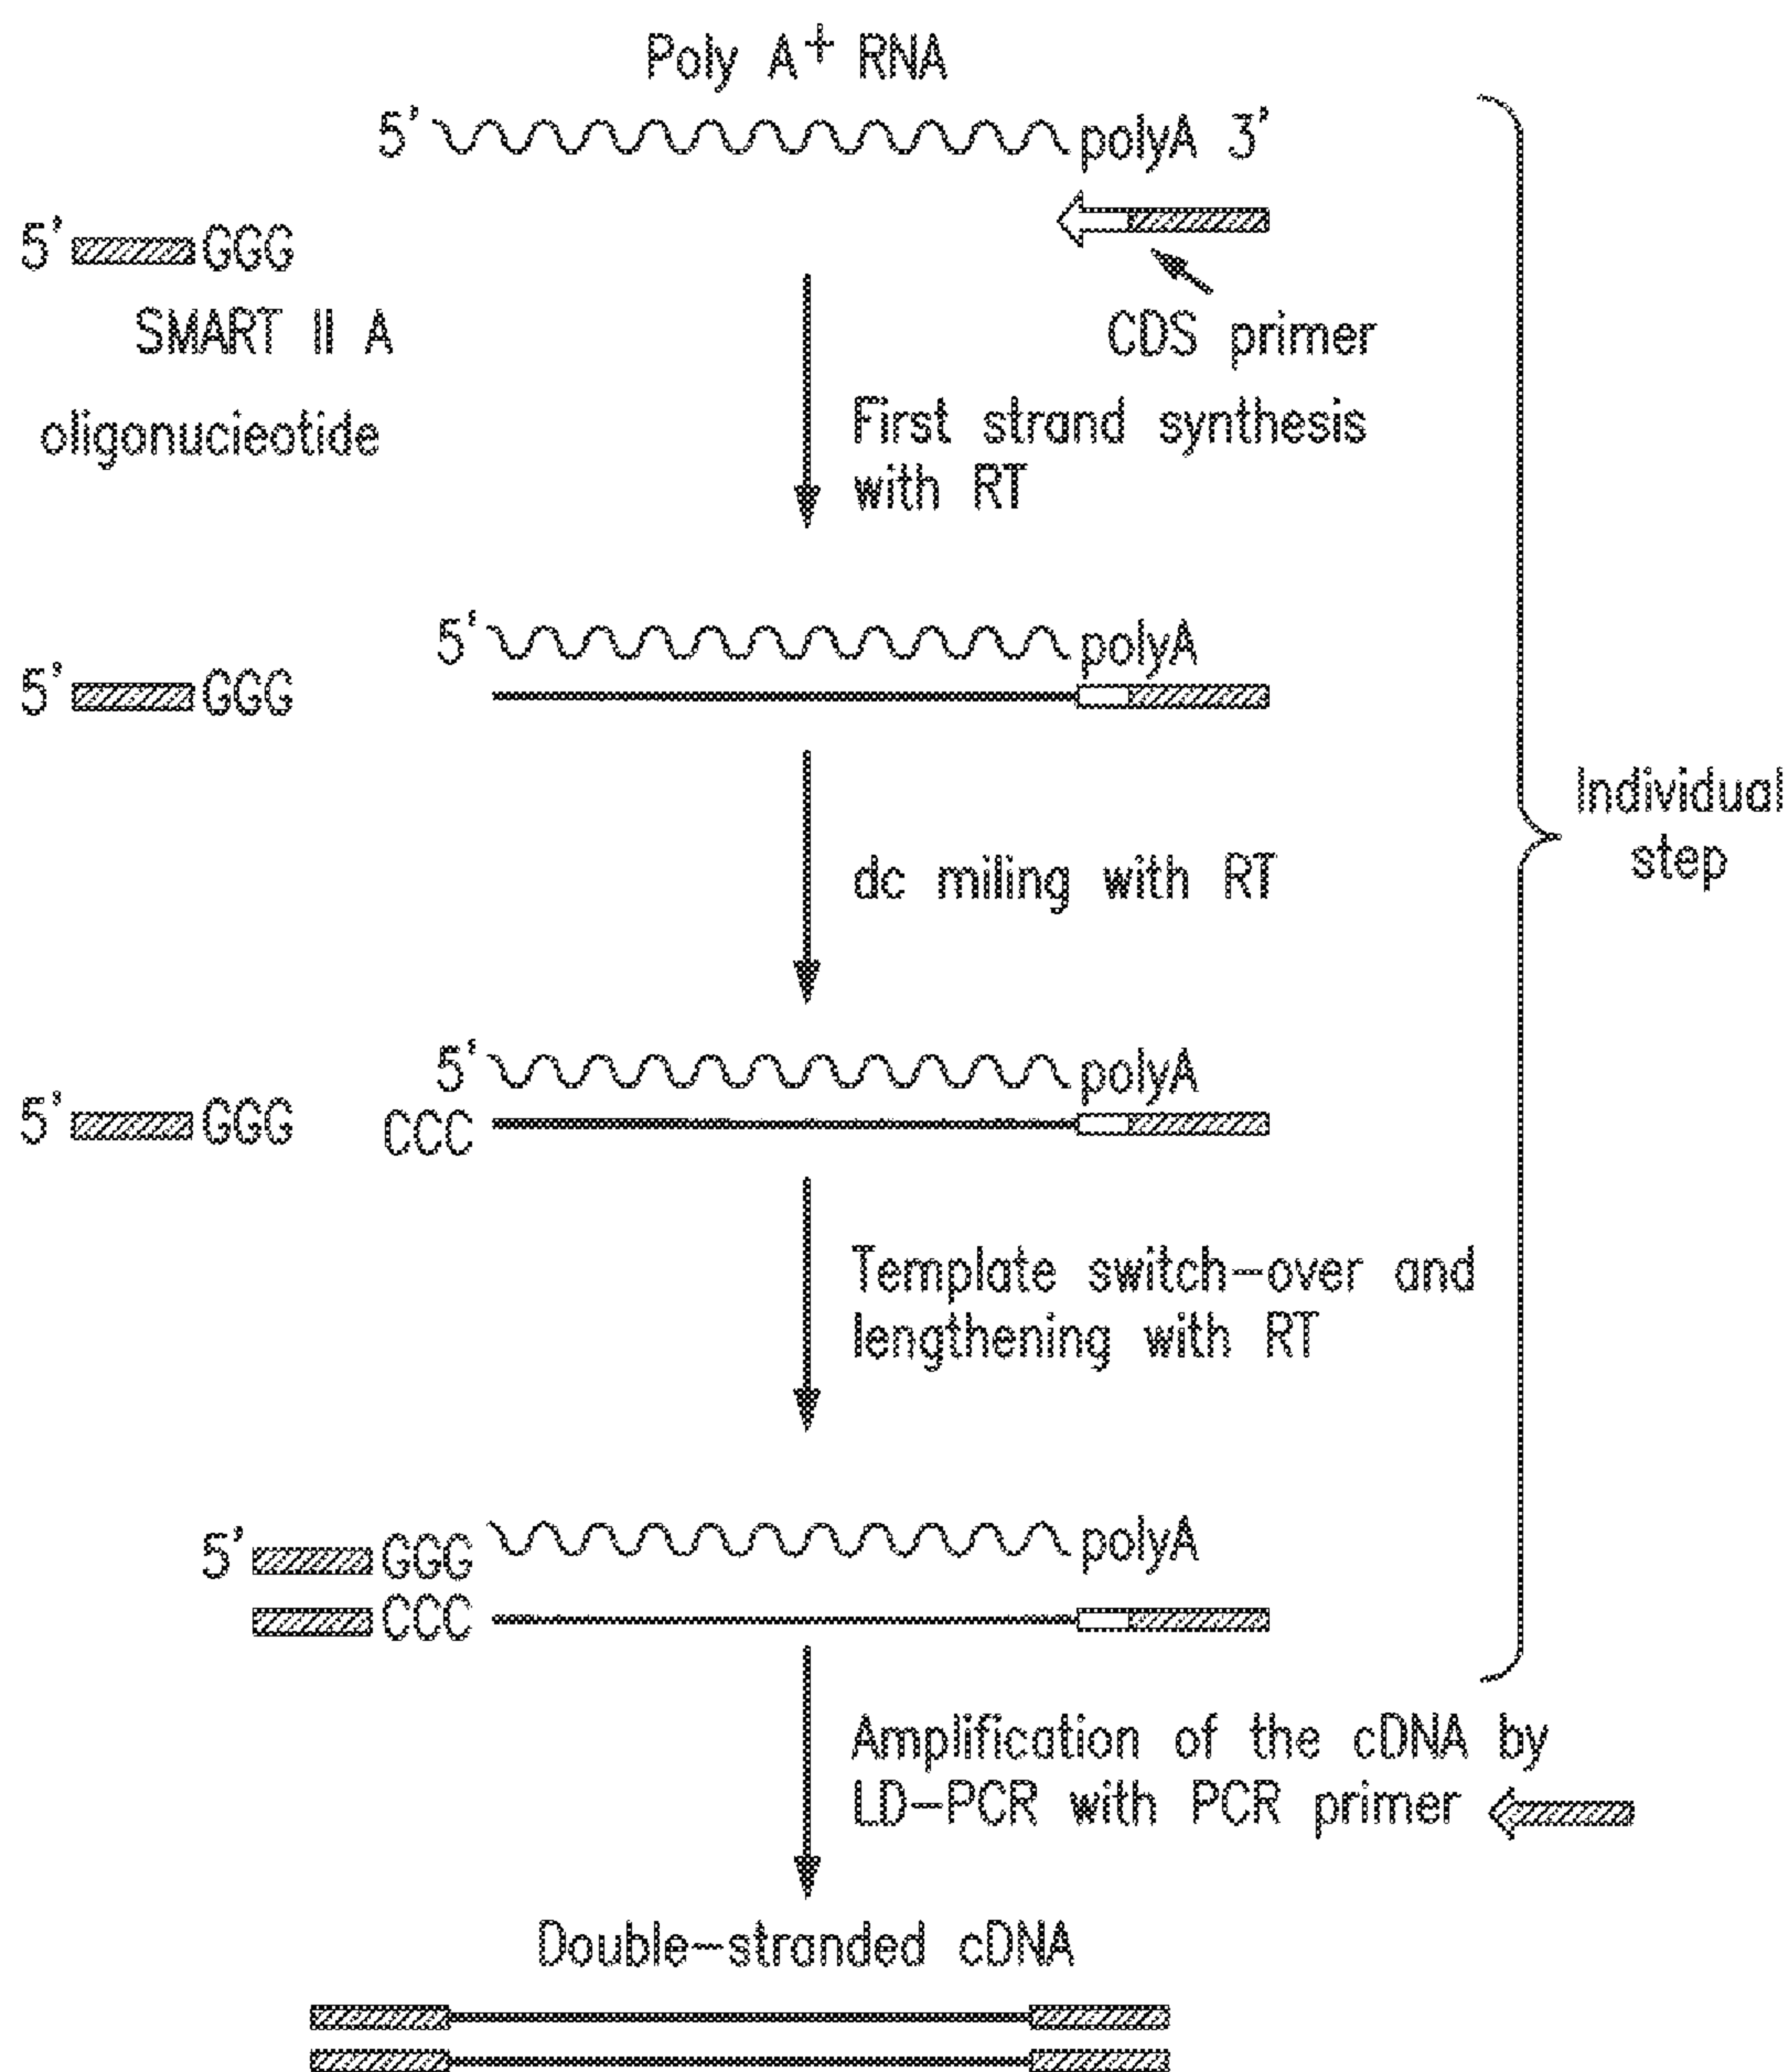 Poly A+ RNA
5' polyA 3'
5' GGG
SMART II A
oligonucieotide
CDS primer
First strand synthesis
with RT
5' polyA
5' GGG
Individual
step
dc miling with RT
5' polyA
5' GGG CCC
Template switch-over and
lengthening with RT
5' GGG polyA
CCC
Amplification of the cDNA by
LD-PCR with PCR primer
Double-stranded cDNA